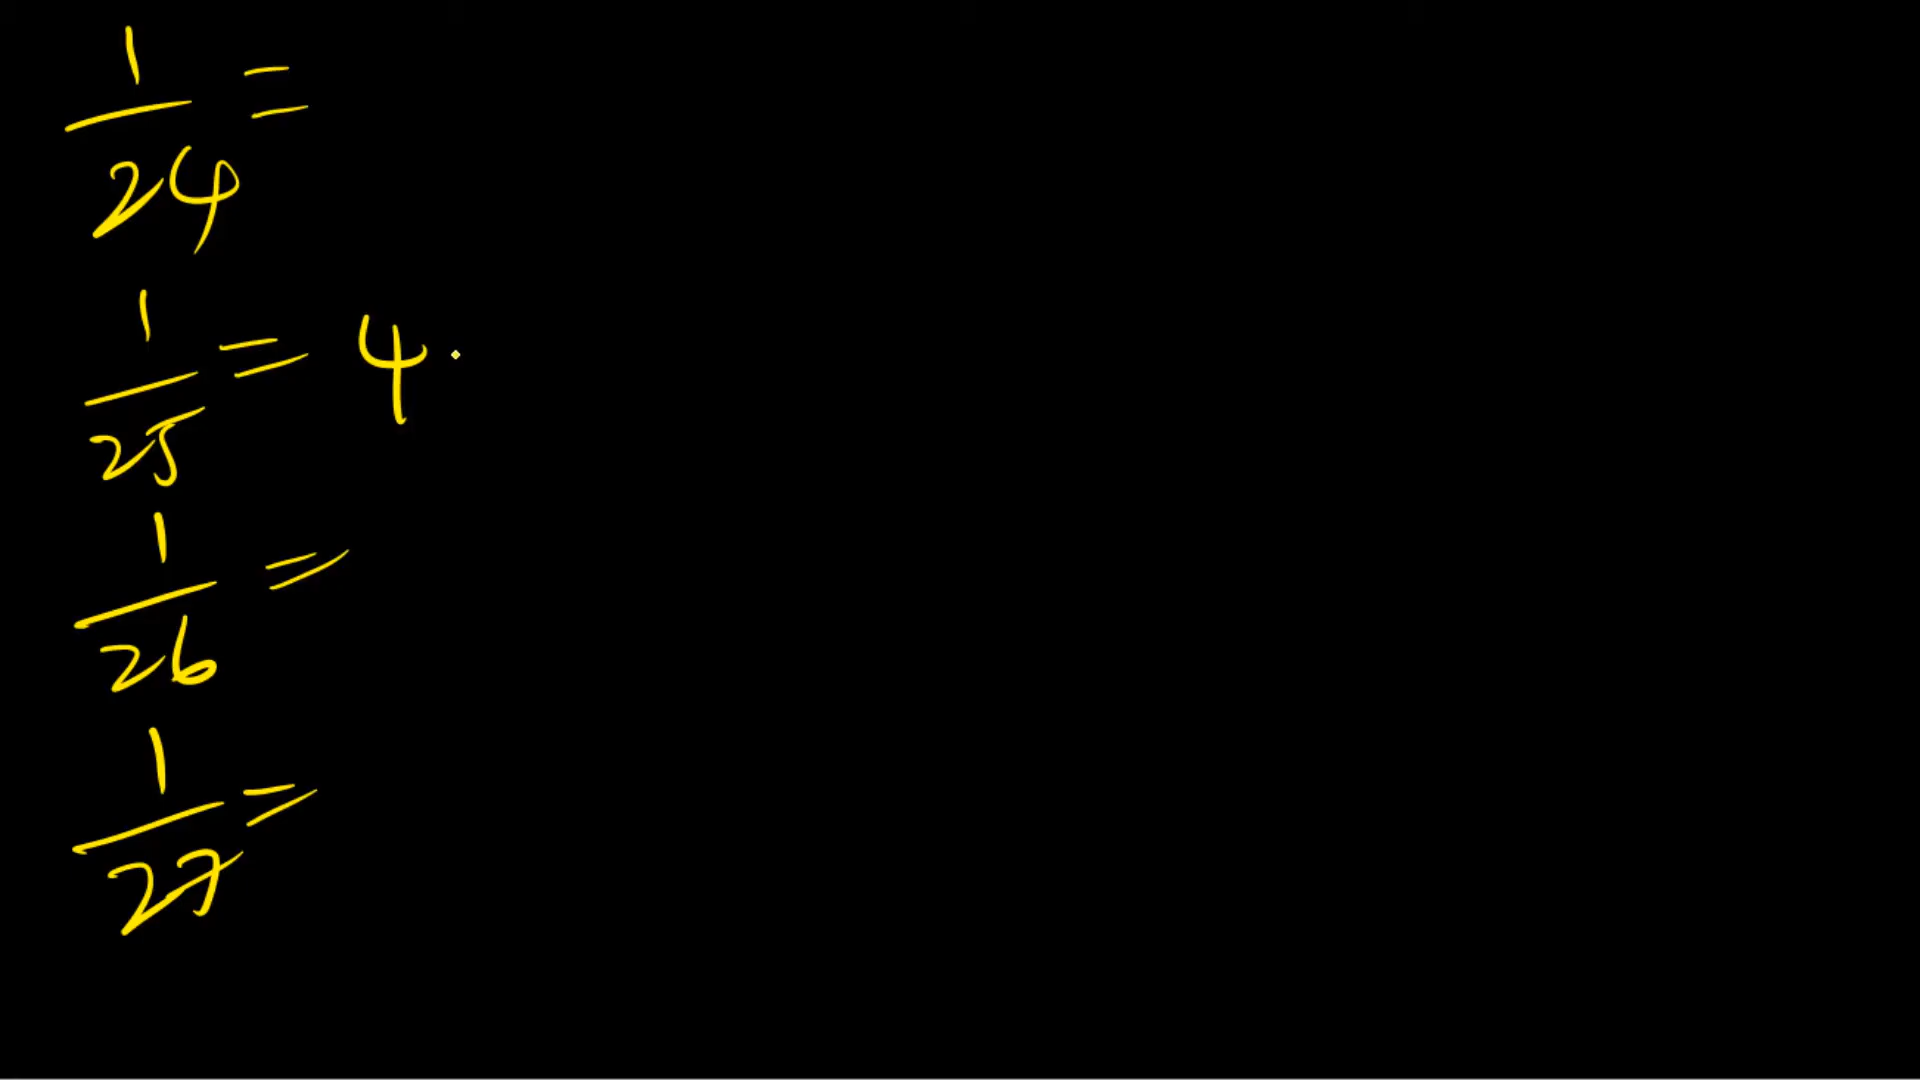 1/24 =
1/25 = 4
1/26 =
1/27 =